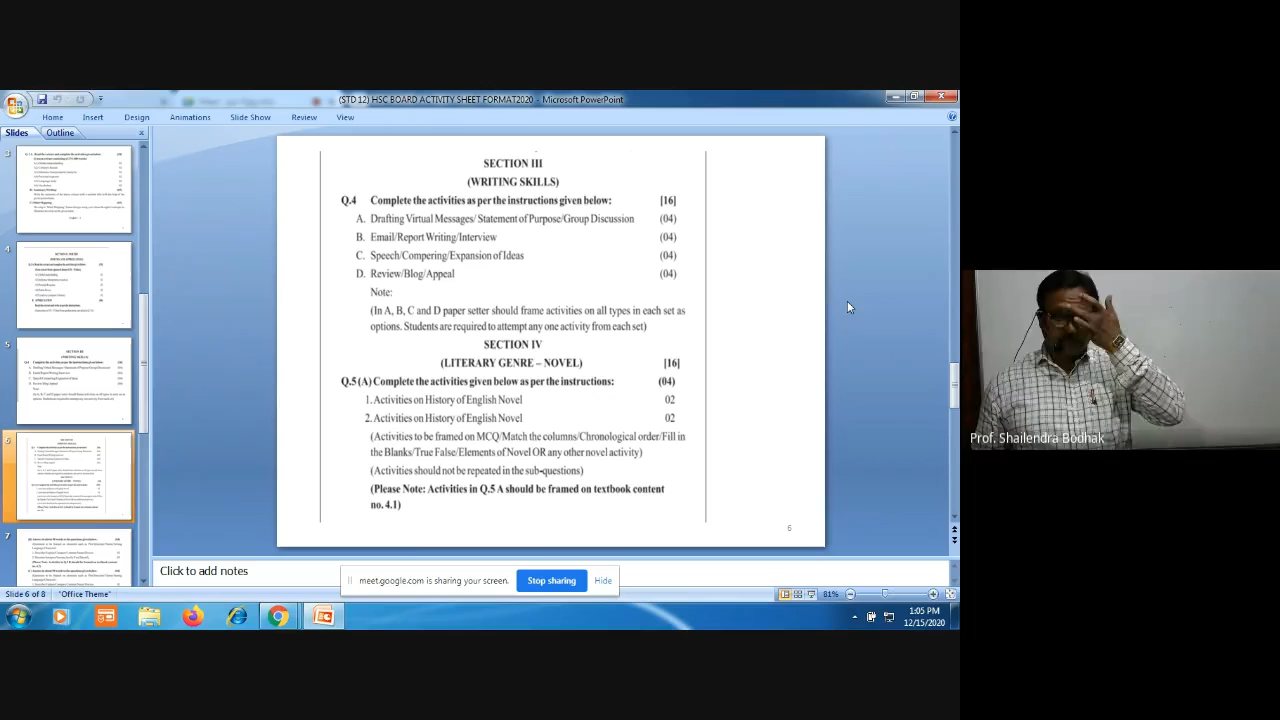 (STD 12) HSC BOARD ACTIVITY SHEET FORMAT2020 - Microsoft PowerPoint
Home Insert Design Animations Slide Show Review View
Slides Outline
3
4
5
6
7
SECTION III
NG SKILLS)
Complete the activities as per the instructions given below: [16]
A. Drafting Virtual Messages/ Statement of Purpose/Group Discussion (04)
B. Email/Report Writing/Interview (04)
C. Speech/Compering/Expansion of Ideas (04)
D. Review/Blog/Appeal (04)
Note:
(In A, B, C and D paper setter should frame activities on all types in each set as
options. Students are required to attempt any one activity from each set)
SECTION IV
(LITERARY GENRE – NOVEL) [16]
Q.5 (A) Complete the activities given below as per the instructions: (04)
1. Activities on History of English Novel 02
2. Activities on History of English Novel 02
(Activities to be framed on MCQ/Match the columns/Chronological order/Fill in
the Blanks/True False/Elements of Novel OR any other novel activity)
(Activities should not be repeated in the sub-questions)
(Please Note: Activities in Q.5 (A) should be framed on textbook content
no. 4.1)
6
Click to add notes
meet.google.com is sharing your screen. Stop sharing Hide
Slide 6 of 8 "Office Theme" 81%
1:05 PM
12/15/2020
Prof. Shailendra Bodhak